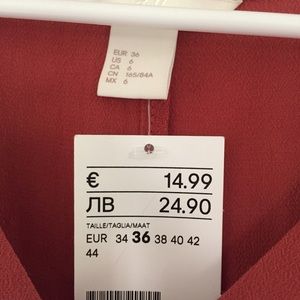 EUR 36
US 6
CA 6
CN 165/84A
MX 6
€ 14.99
ЛВ 24.90
TAILLE/TAGLIA/MAAT
EUR 34 36 38 40 42
44